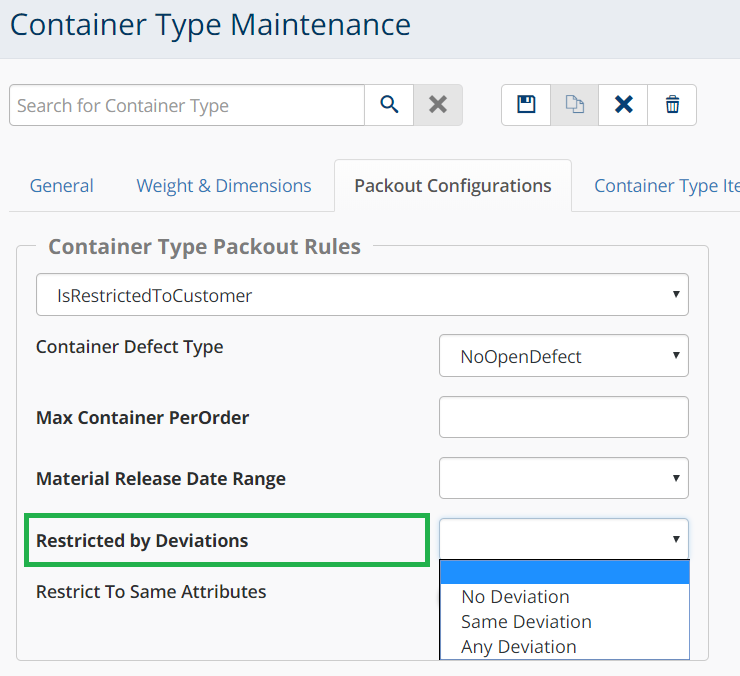 Container Type Maintenance
Search for Container Type
General Weight & Dimensions Packout Configurations Container Type Ite
Container Type Packout Rules
IsRestrictedToCustomer
Container Defect Type NoOpenDefect
Max Container PerOrder
Material Release Date Range
Restricted by Deviations
Restrict To Same Attributes
No Deviation
Same Deviation
Any Deviation